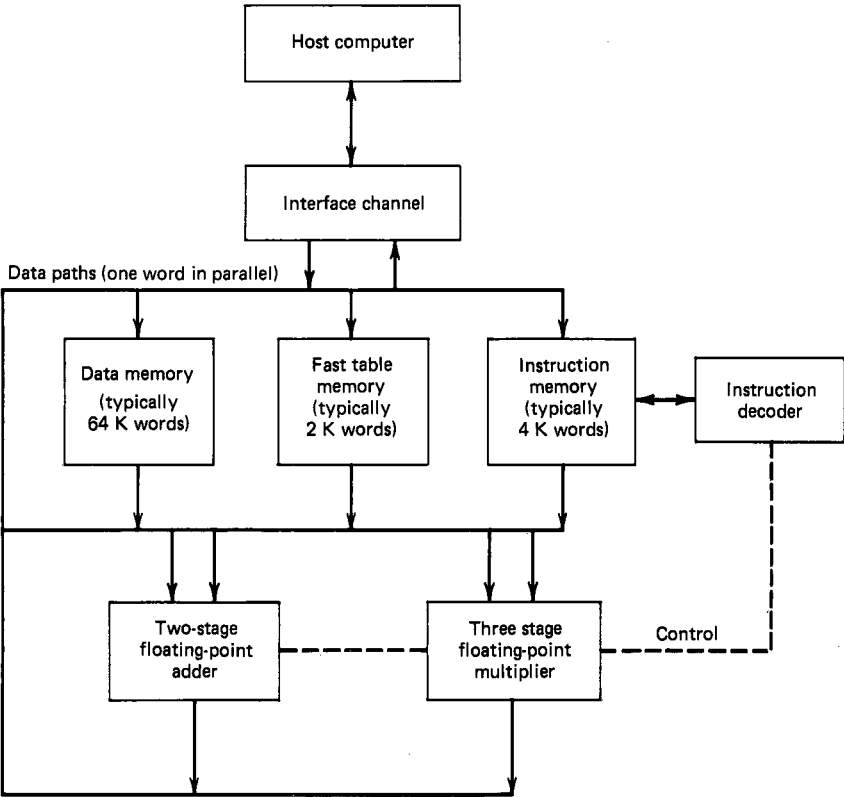 Host computer
Interface channel
Data paths (one word in parallel)
Data memory
(typically
64 K words)
Fast table
memory
(typically
2 K words)
Instruction
memory
(typically
4 K words)
Instruction
decoder
Two-stage
floating-point
adder
Three stage
floating-point
multiplier
Control